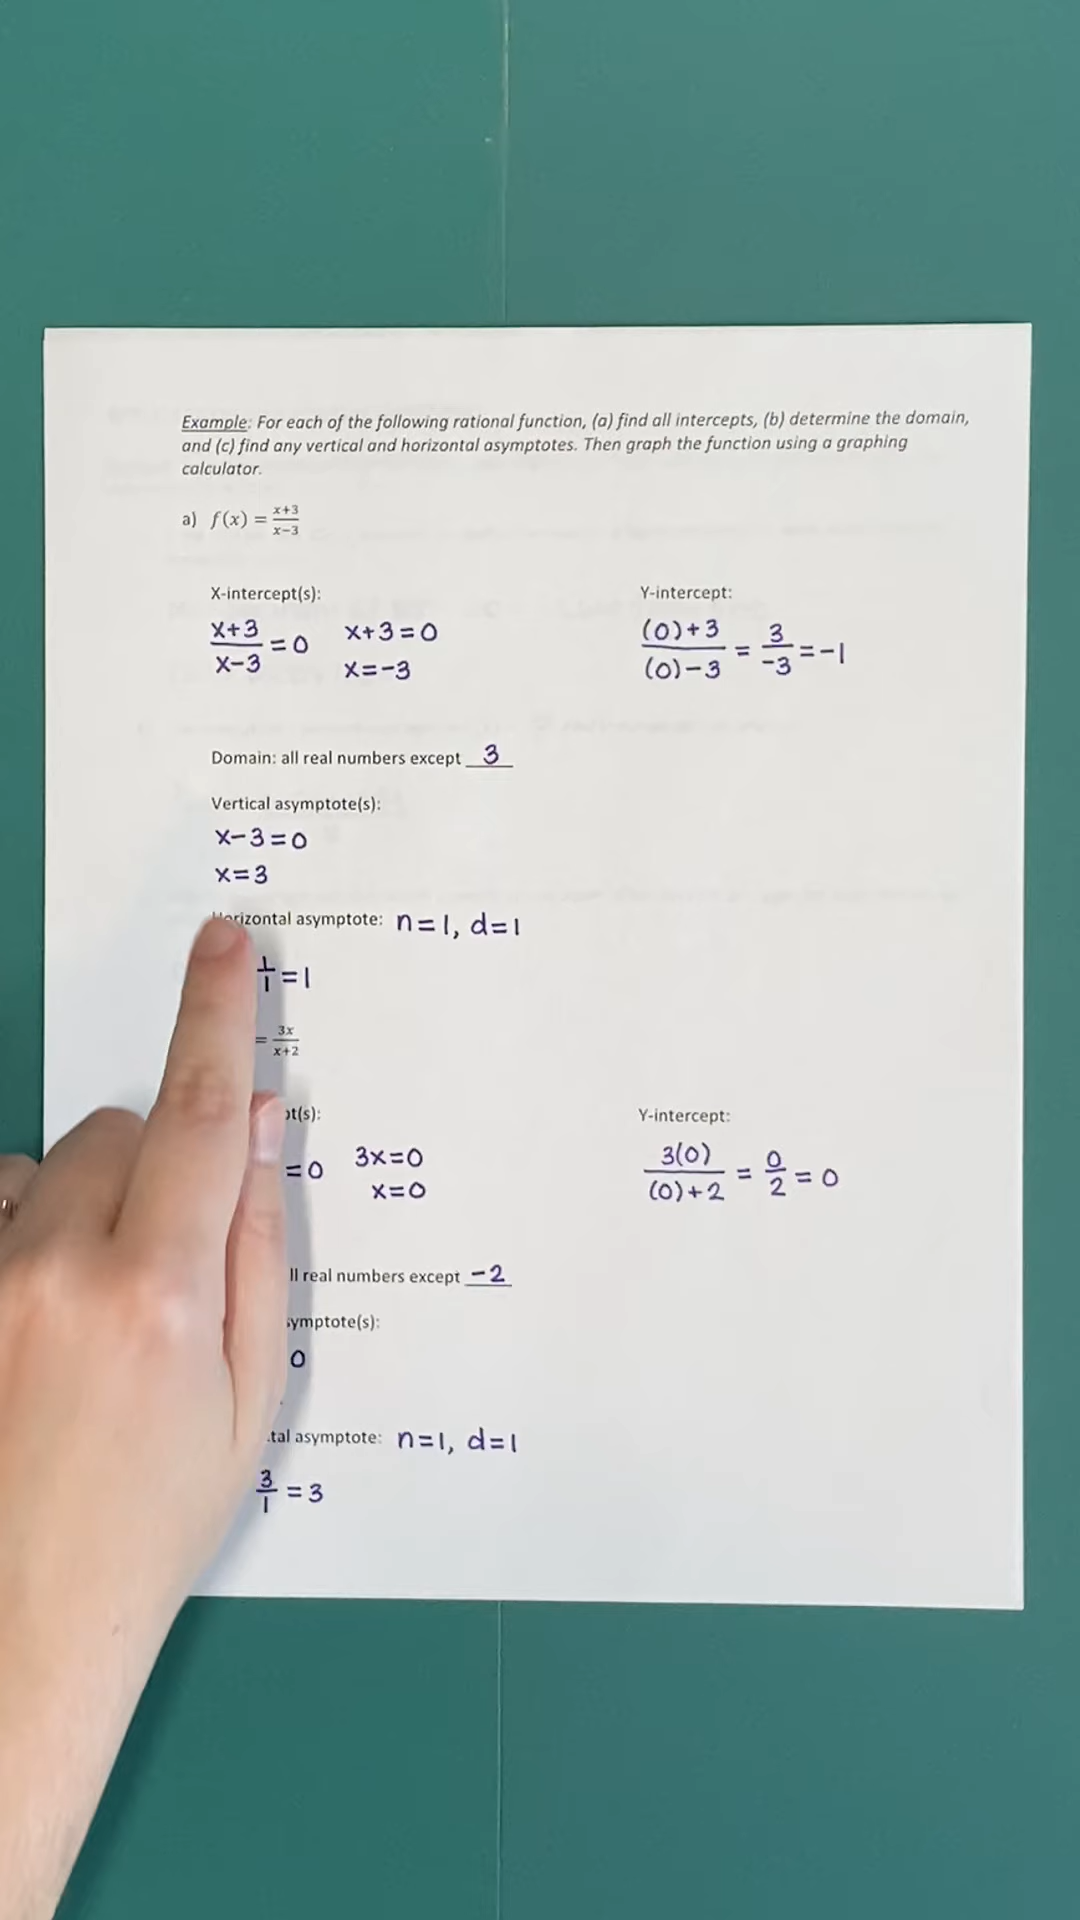 Example: For each of the following rational function, (a) find all intercepts, (b) determine the domain,
and (c) find any vertical and horizontal asymptotes. Then graph the function using a graphing
calculator.
a) f(x) = x+3/x−3
X-intercept(s):
x+3/x-3 = 0 x+3=0
x=-3
Y-intercept:
(0)+3/(0)-3 = 3/-3 = -1
Domain: all real numbers except 3
Vertical asymptote(s):
x-3=0
x=3
Horizontal asymptote: n=1, d=1
1/1 = 1
= 3x/x+2
=0 3x=0
x=0
Y-intercept:
3(0)/(0)+2 = 0/2 = 0
real numbers except -2
0
asymptote: n=1, d=1
3/1 = 3